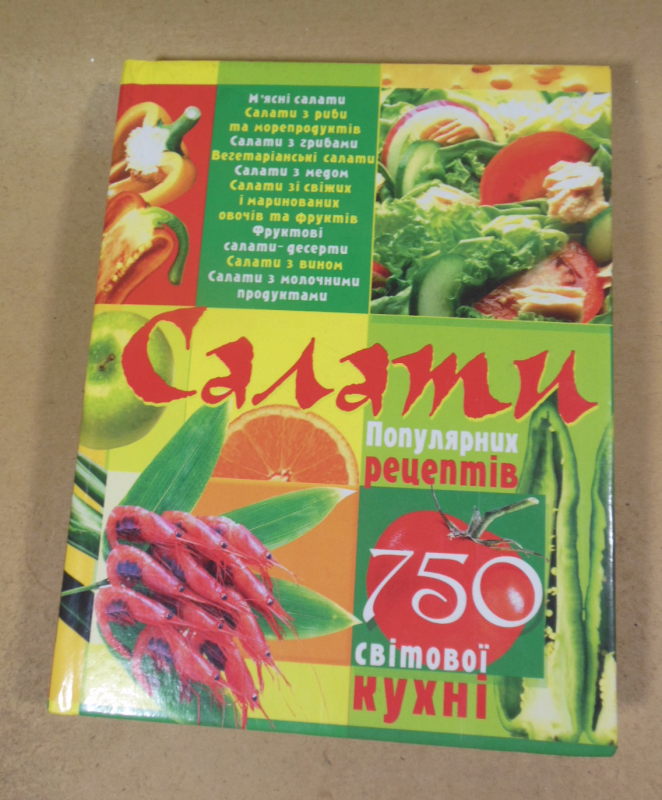 М'ясні салати
Салати з риби
та морепродуктів
Салати з грибами
Вегетаріанські салати
Салати з медом
Салати зі свіжих
і маринованих
овочів та фруктів
Фруктові
салати-десерти
Салати з вином
Салати з молочними
продуктами
Салати
Популярних
рецептів
750
світової
кухні